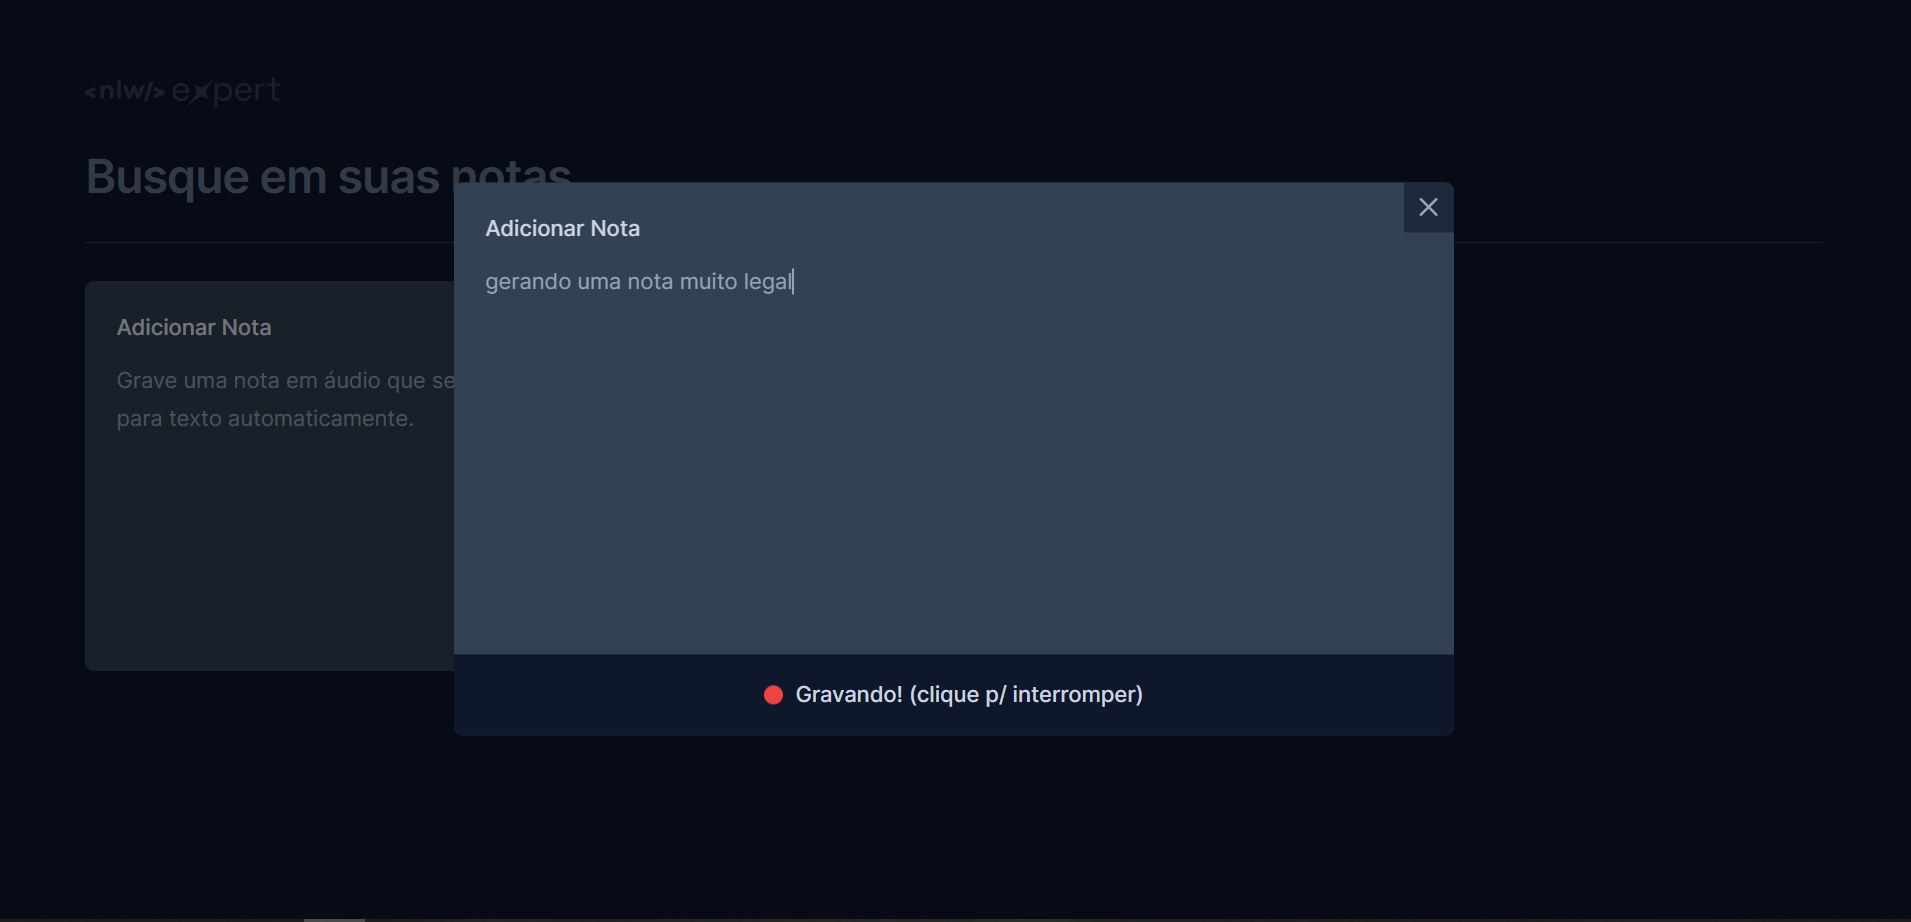 <nlw/> expert
Busque em suas notas
Adicionar Nota
Grave uma nota em áudio que se
para texto automaticamente.
Adicionar Nota
gerando uma nota muito legal
Gravando! (clique p/ interromper)